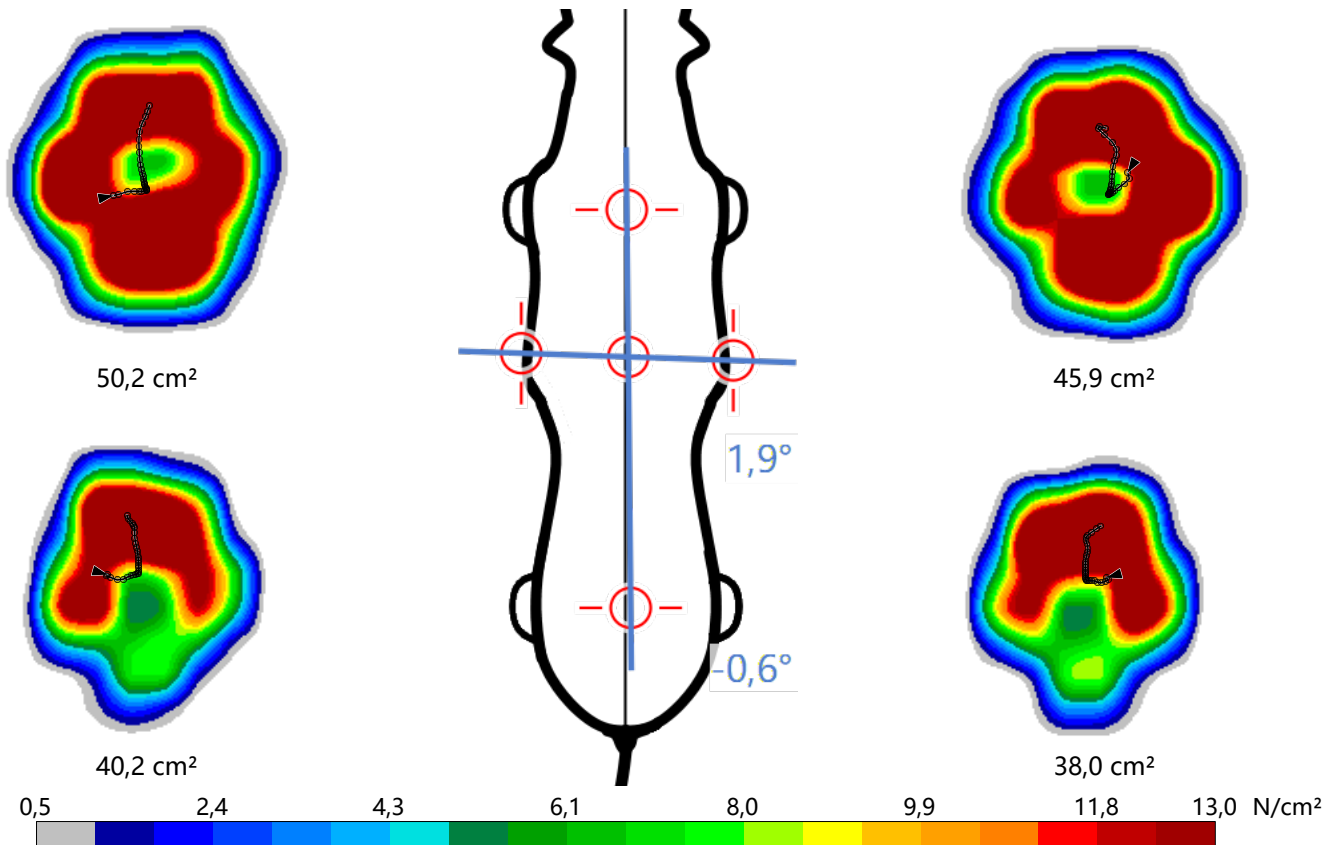 50,2 cm²
45,9 cm²
1,9°
-0,6°
40,2 cm²
38,0 cm²
0,5 2,4 4,3 6,1 8,0 9,9 11,8 13,0 N/cm²